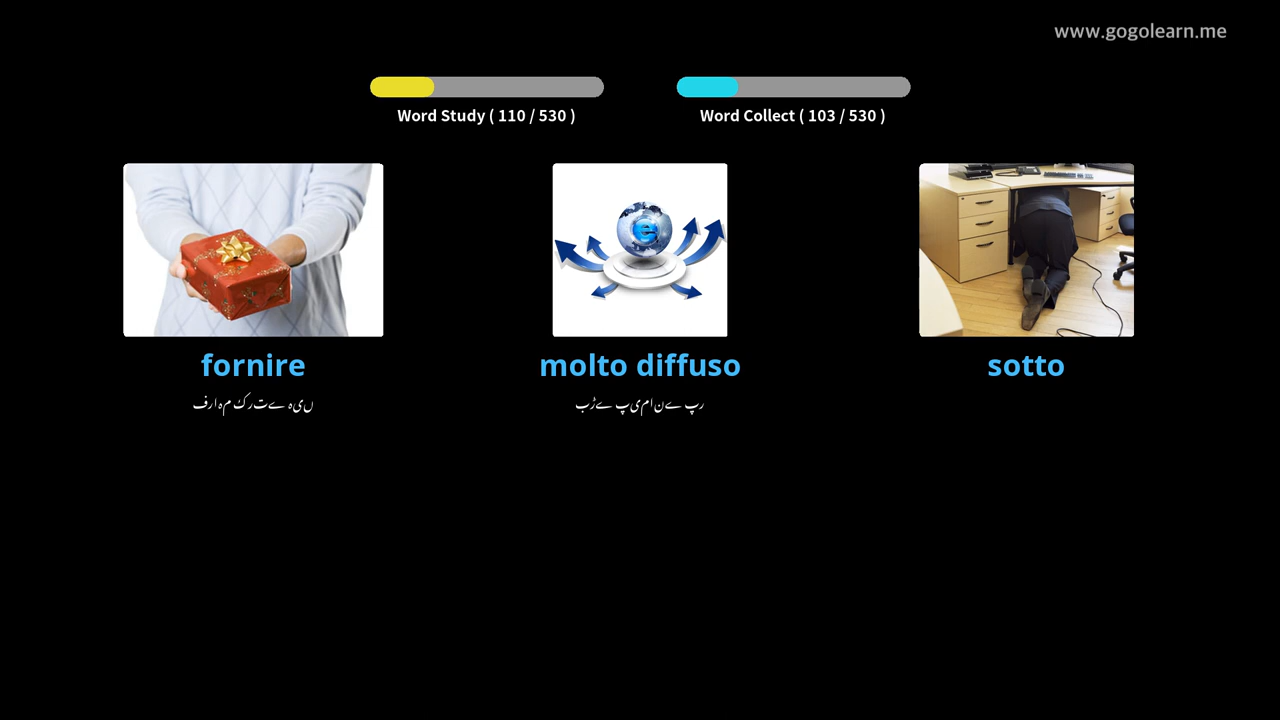 www.gogolearn.me
Word Study ( 110 / 530 )
Word Collect ( 103 / 530 )
fornire
molto diffuso
sotto
فراہم کرتے ہیں
بڑے پیمانے پر